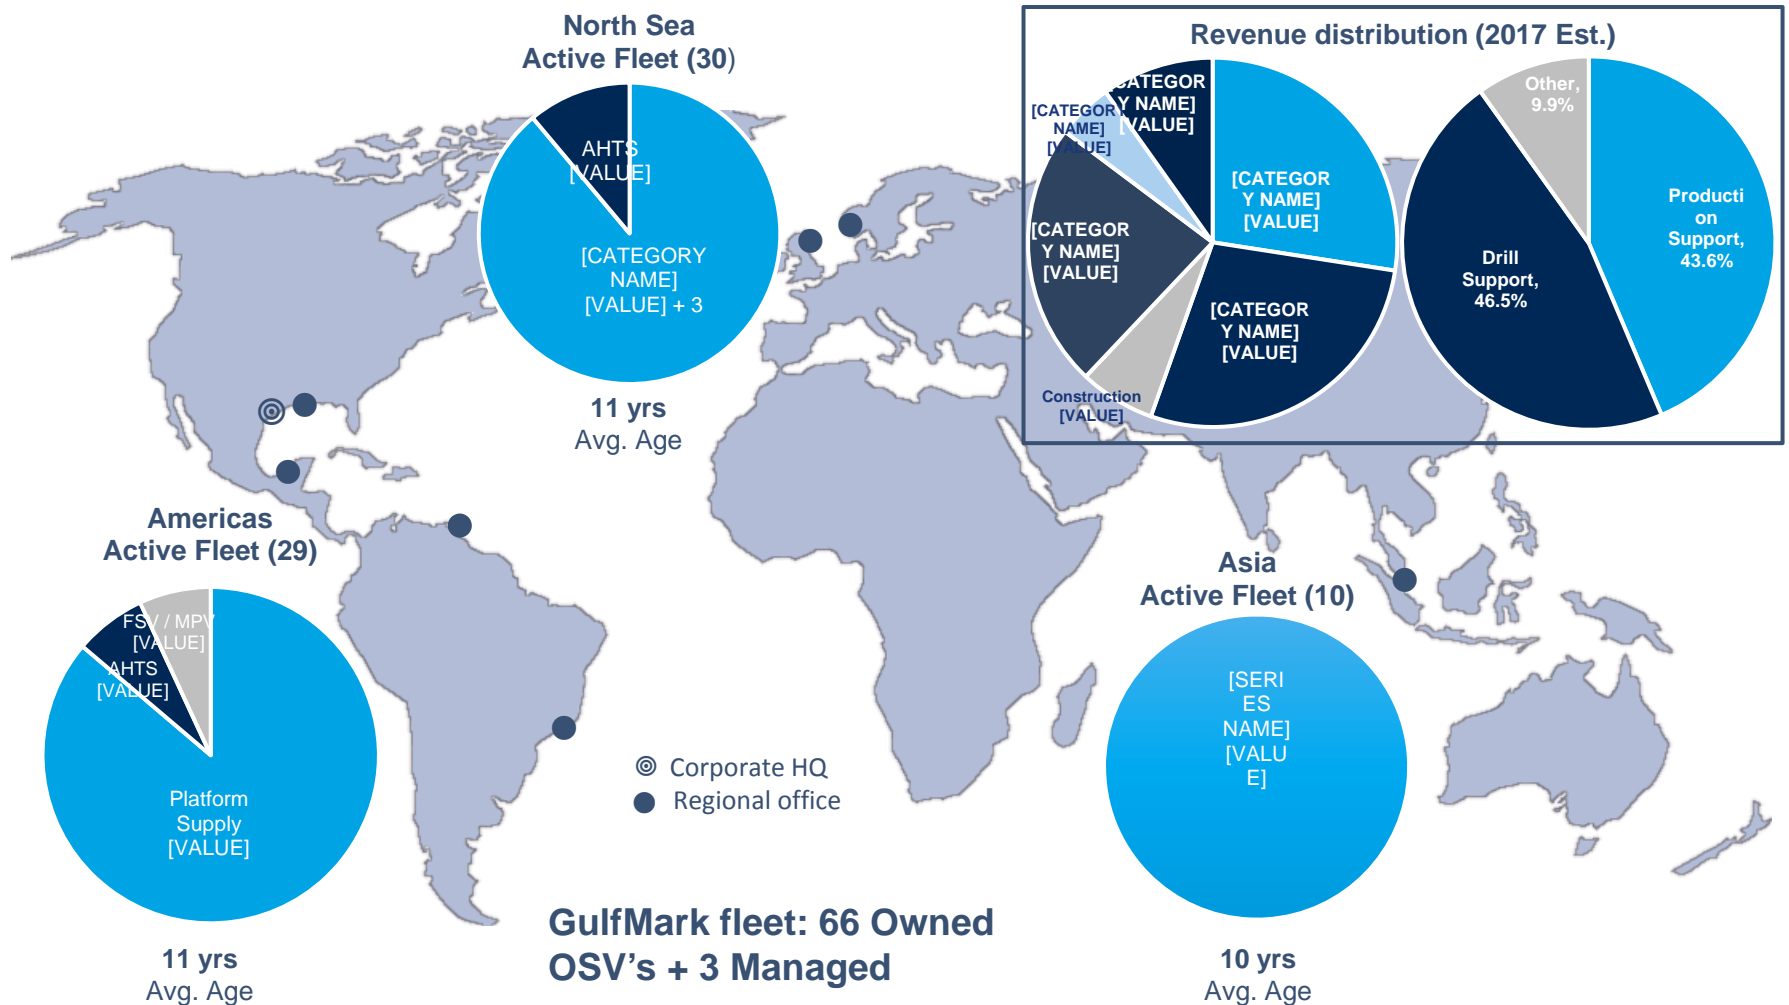 North Sea
Active Fleet (30)
AHTS
[VALUE]
[CATEGORY
NAME]
[VALUE] + 3
11 yrs
Avg. Age
Revenue distribution (2017 Est.)
[CATEGOR
Y NAME]
[VALUE]
[CATEGORY
NAME]
[VALUE]
[CATEGOR
Y NAME]
[VALUE]
[CATEGOR
Y NAME]
[VALUE]
[CATEGOR
Y NAME]
[VALUE]
Construction
[VALUE]
Other,
9.9%
Producti
on
Support,
43.6%
Drill
Support,
46.5%
Americas
Active Fleet (29)
FSV / MPV
[VALUE]
AHTS
[VALUE]
Platform
Supply
[VALUE]
11 yrs
Avg. Age
Corporate HQ
Regional office
GulfMark fleet: 66 Owned
OSV's + 3 Managed
Asia
Active Fleet (10)
[SERI
ES
NAME]
[VALU
E]
10 yrs
Avg. Age